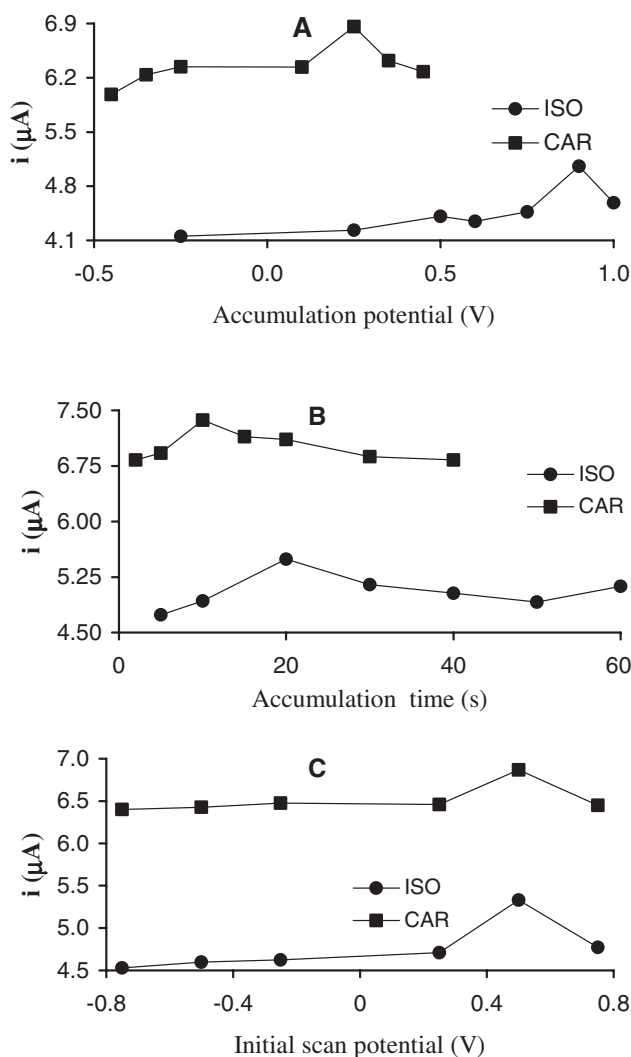 A
6.9
6.2
5.5
4.8
4.1
i (μA)
ISO
CAR
-0.5 0.0 0.5 1.0
Accumulation potential (V)
B
7.50
6.75
6.00
5.25
4.50
i (μA)
ISO
CAR
0 20 40 60
Accumulation time (s)
C
7.0
6.5
6.0
5.5
5.0
4.5
i (μA)
ISO
CAR
-0.8 -0.4 0 0.4 0.8
Initial scan potential (V)